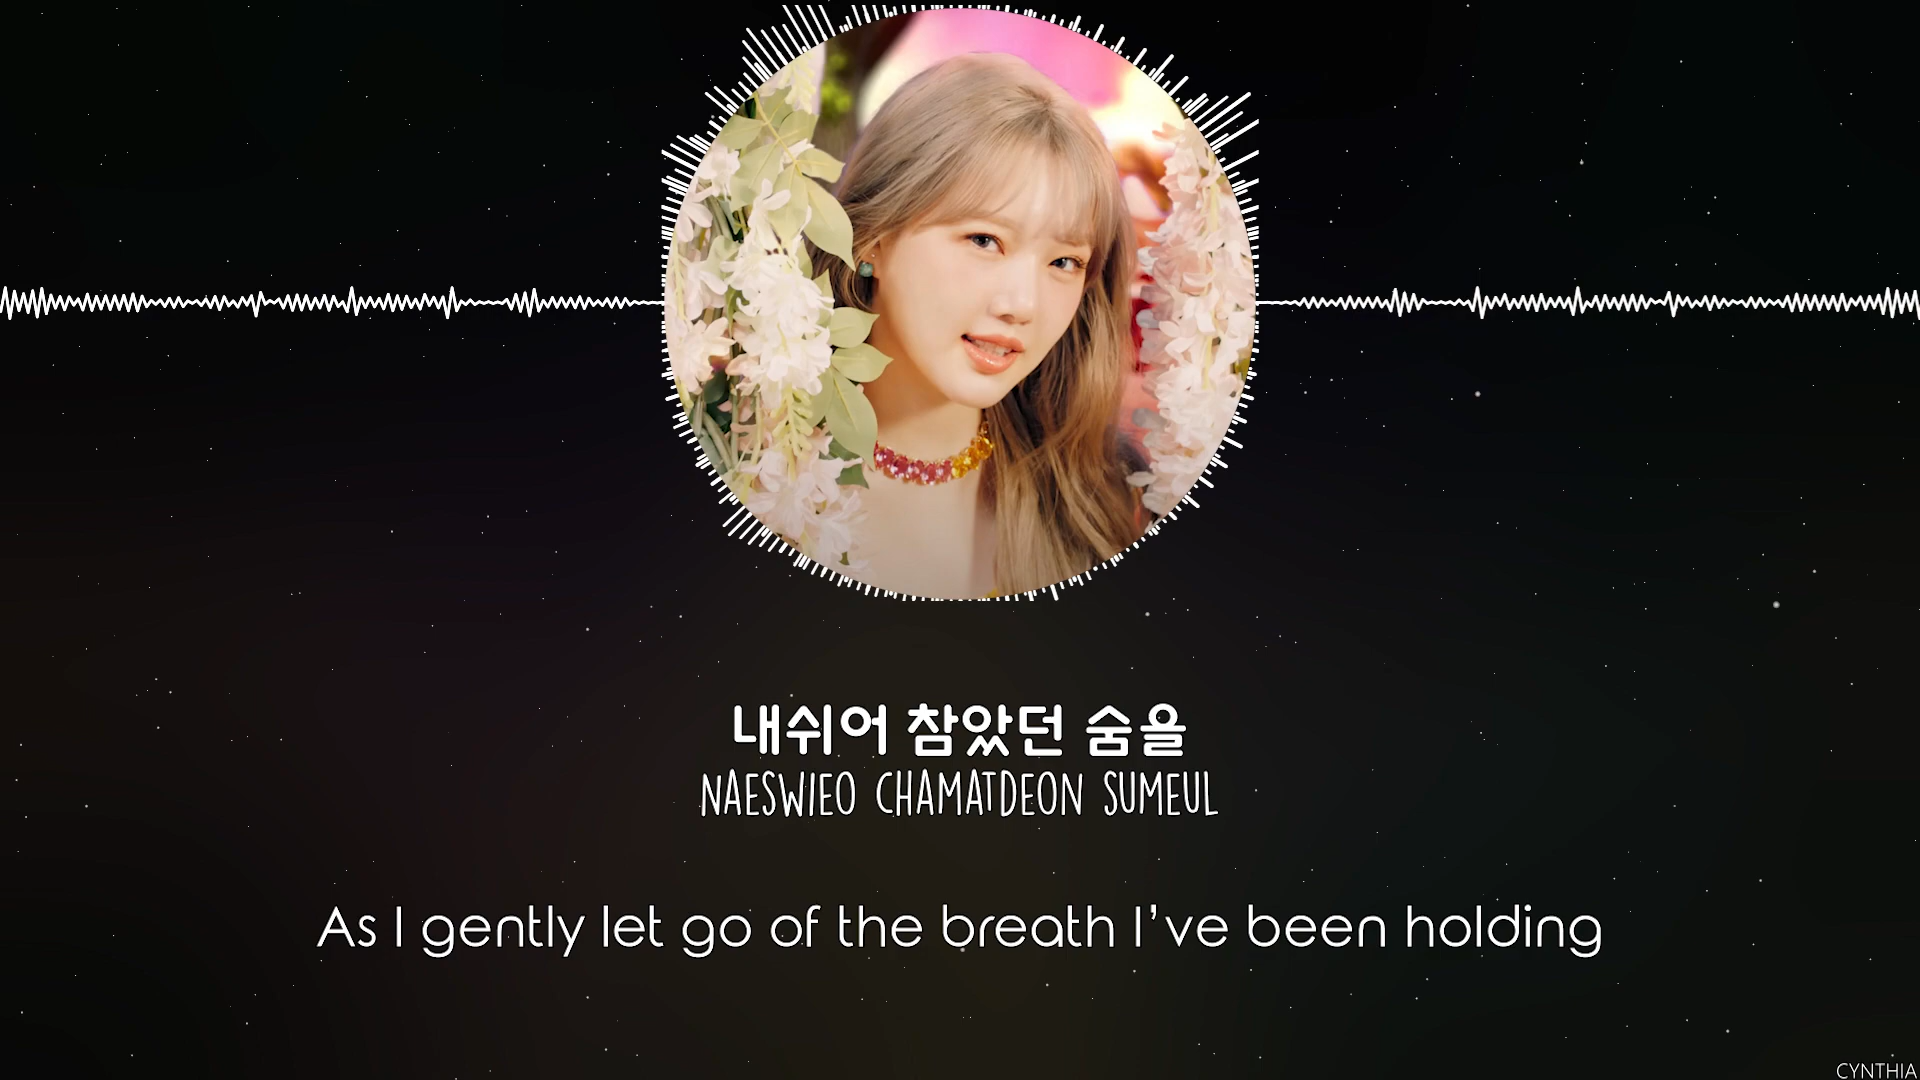 내쉬어 참았던 숨을
NAESWIEO CHAMATDEON SUMEUL
As I gently let go of the breath I've been holding
CYNTHIA